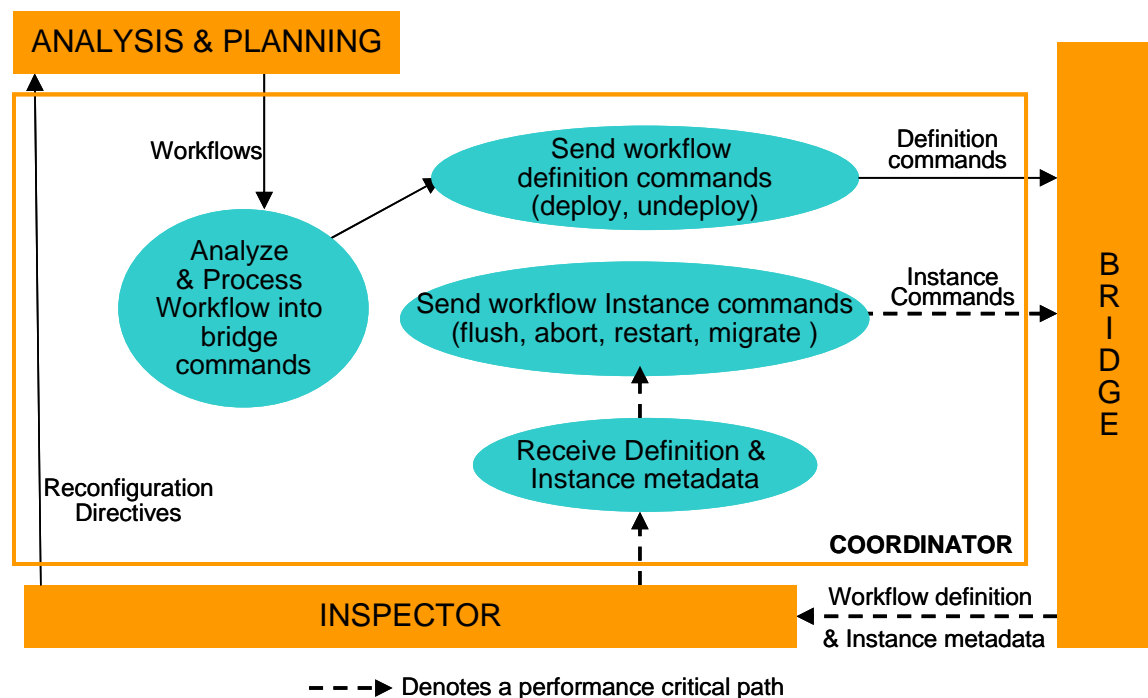 ANALYSIS & PLANNING
Workflows
Send workflow
definition commands
(deploy, undeploy)
Definition
commands
Analyze
& Process
Workflow into
bridge
commands
Send workflow Instance commands
(flush, abort, restart, migrate )
Instance
Commands
B
R
I
D
G
E
Receive Definition &
Instance metadata
Reconfiguration
Directives
COORDINATOR
INSPECTOR
Workflow definition
& Instance metadata
Denotes a performance critical path